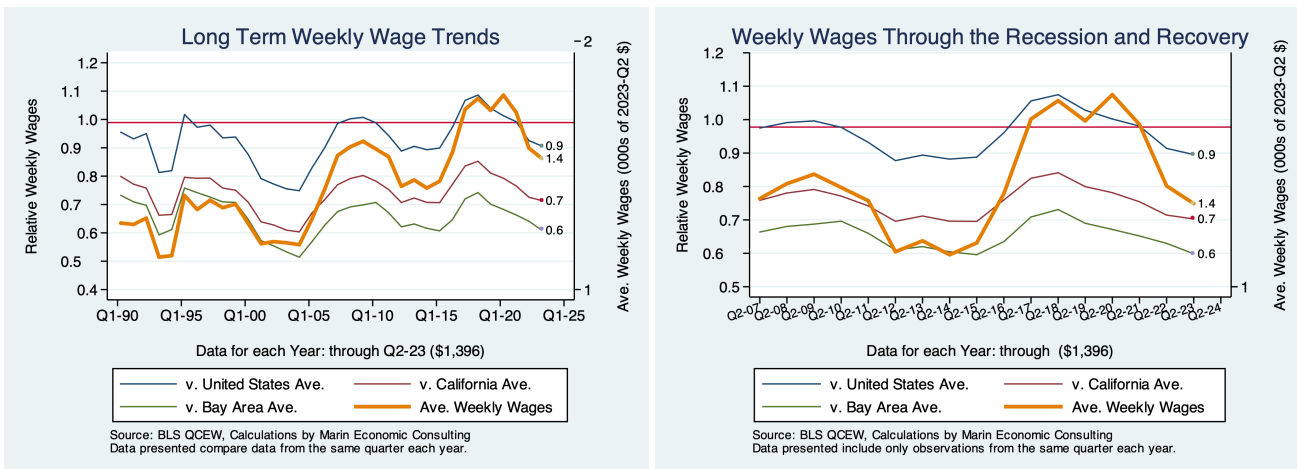 Long Term Weekly Wage Trends
2
1.2
1.1
1.0
0.9
0.8
0.7
0.6
0.5
0.4
Relative Weekly Wages
0.9
1.4
0.7
0.6
1
Ave. Weekly Wages (000s of 2023-Q2 $)
Q1-90 Q1-95 Q1-00 Q1-05 Q1-10 Q1-15 Q1-20 Q1-25
Data for each Year: through Q2-23 ($1,396)
v. United States Ave. v. California Ave.
v. Bay Area Ave. Ave. Weekly Wages
Source: BLS QCEW, Calculations by Marin Economic Consulting
Data presented compare data from the same quarter each year.
Weekly Wages Through the Recession and Recovery
1.2
1.1
1.0
0.9
0.8
0.7
0.6
0.5
Relative Weekly Wages
0.9
1.4
0.7
0.6
1
Ave. Weekly Wages (000s of 2023-Q2 $)
Q2-07 Q2-08 Q2-09 Q2-10 Q2-11 Q2-12 Q2-13 Q2-14 Q2-15 Q2-16 Q2-17 Q2-18 Q2-19 Q2-20 Q2-21 Q2-22 Q2-23 Q2-24
Data for each Year: through ($1,396)
v. United States Ave. v. California Ave.
v. Bay Area Ave. Ave. Weekly Wages
Source: BLS QCEW, Calculations by Marin Economic Consulting
Data presented include only observations from the same quarter each year.